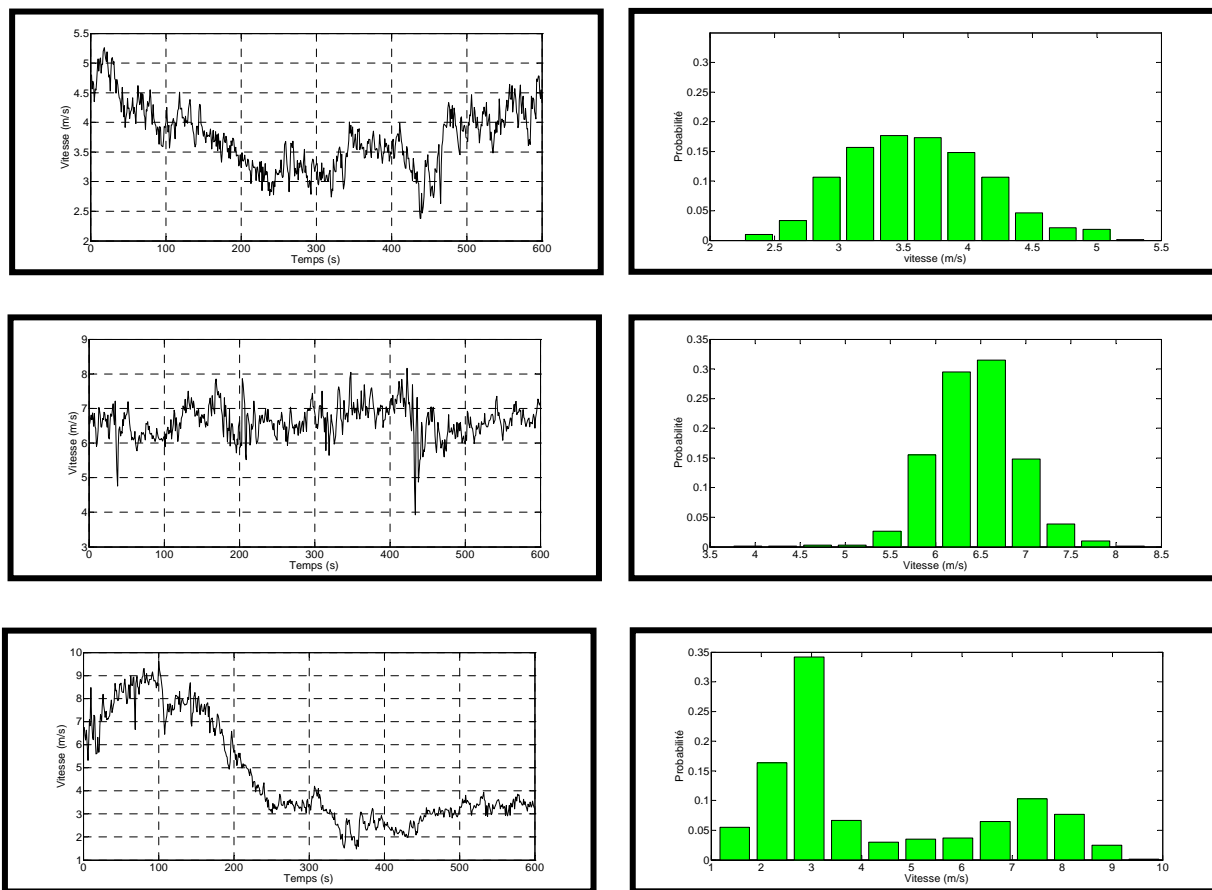 5.5
5
4.5
4
3.5
3
2.5
2
Vitesse (m/s)
0 100 200 300 400 500 600
Temps (s)
0.35
0.3
0.25
0.2
0.15
0.1
0.05
0
Probabilité
2 2.5 3 3.5 4 4.5 5 5.5
vitesse (m/s)
9
8
7
6
5
4
3
Vitesse (m/s)
0 100 200 300 400 500 600
Temps (s)
0.35
0.3
0.25
0.2
0.15
0.1
0.05
0
Probabilité
3.5 4 4.5 5 5.5 6 6.5 7 7.5 8 8.5
Vitesse (m/s)
10
9
8
7
6
5
4
3
2
1
Vitesse (m/s)
0 100 200 300 400 500 600
Temps (s)
0.35
0.3
0.25
0.2
0.15
0.1
0.05
0
Probabilité
1 2 3 4 5 6 7 8 9 10
Vitesse (m/s)